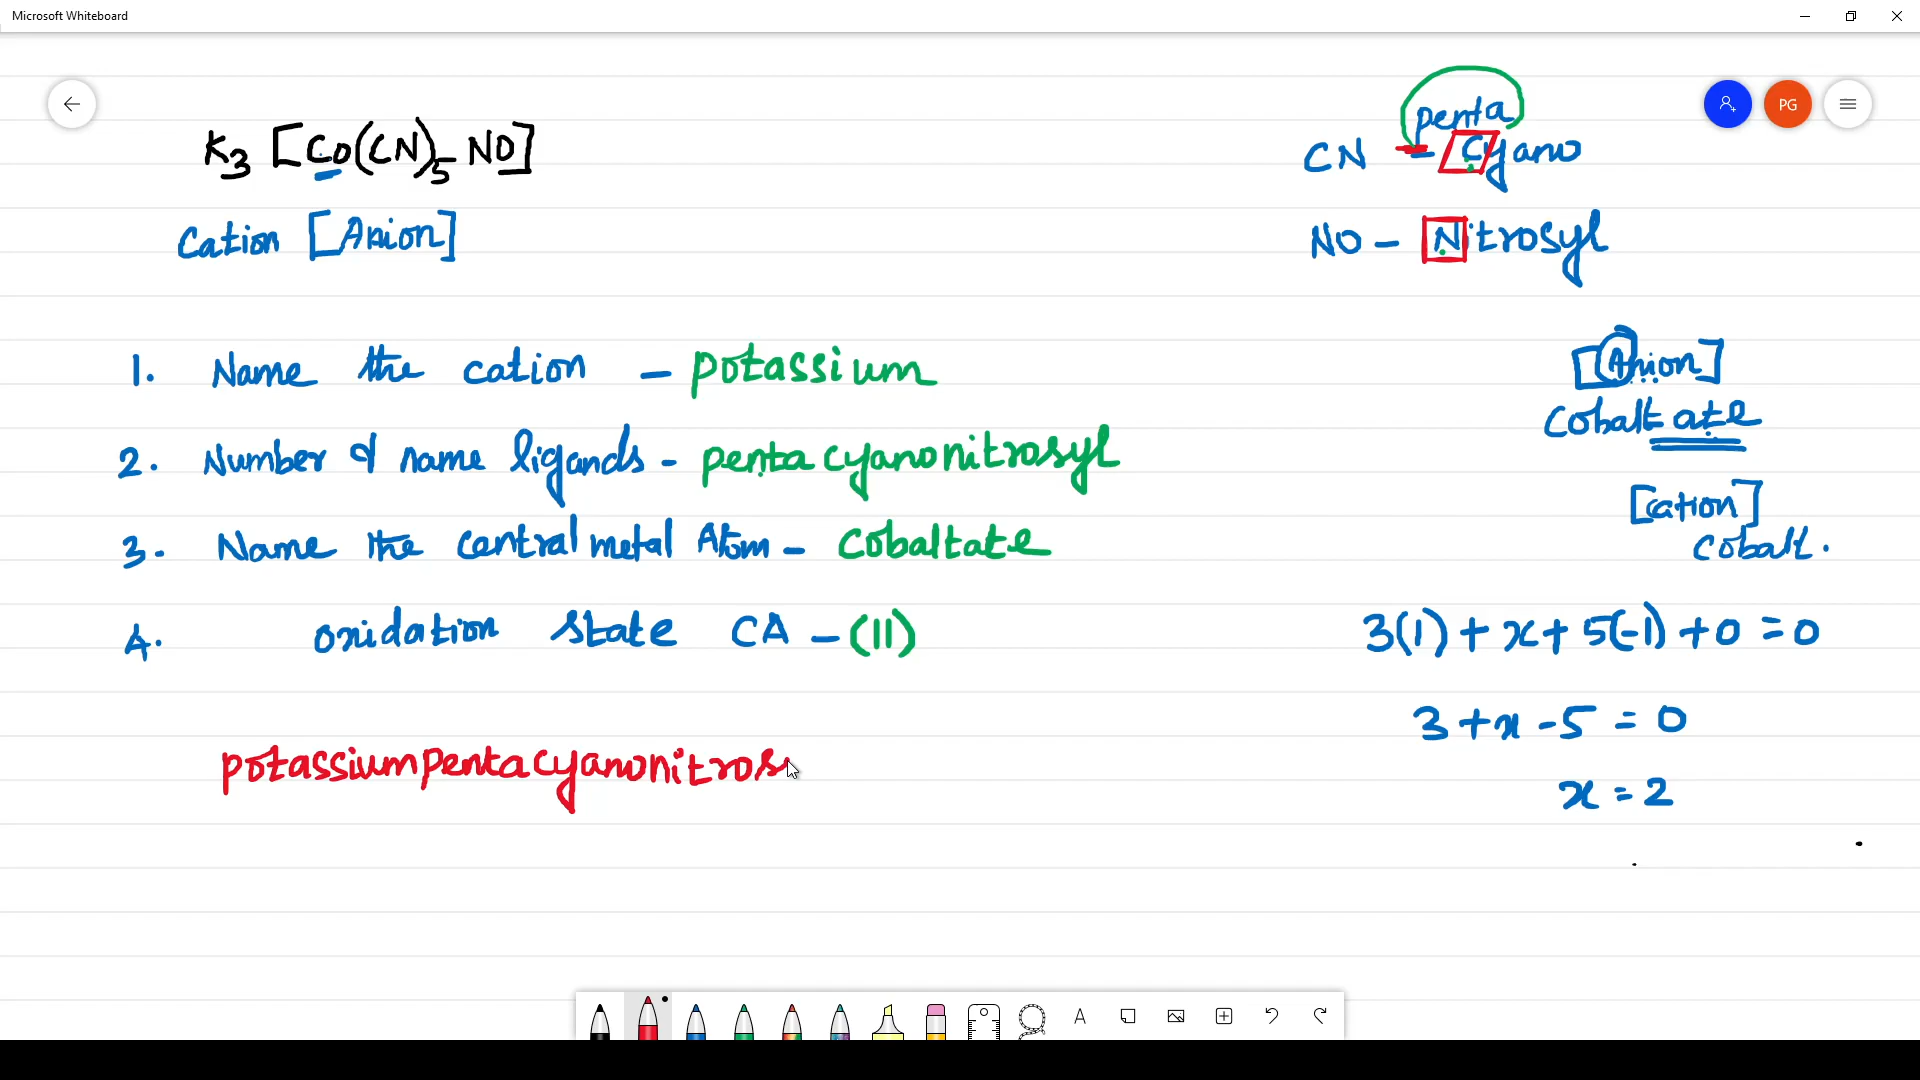 Microsoft Whiteboard
PG
K3 [Co(CN)5 NO]
Cation [Anion]
penta
CN - Cyano
NO - Nitrosyl
1. Name the cation - potassium
2. Number & name ligands - penta cyanonitrosyl
3. Name the central metal Atom - Cobaltate
4. oxidation state CA - (II)
[Anion]
Cobaltate
[cation]
cobalt.
3(1) + x + 5(-1) + 0 = 0
3 + x - 5 = 0
x = 2
potassiumpentacyanonitros
A